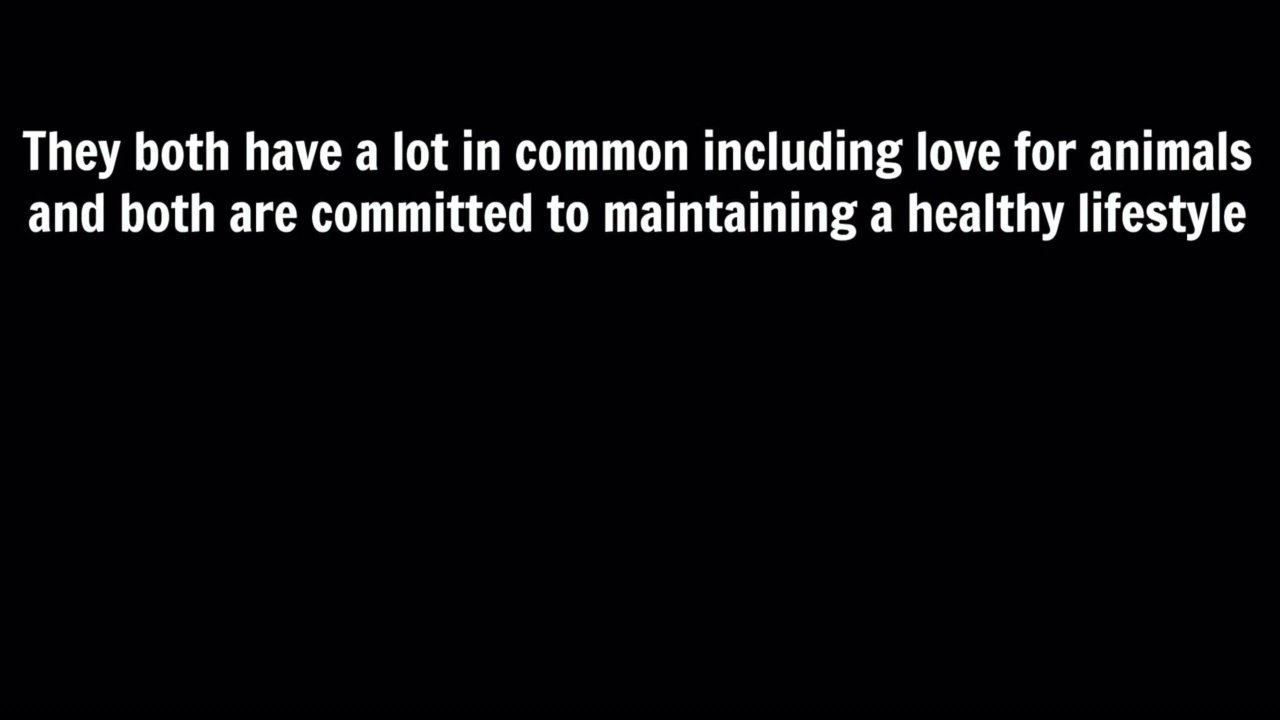 They both have a lot in common including love for animals
and both are committed to maintaining a healthy lifestyle